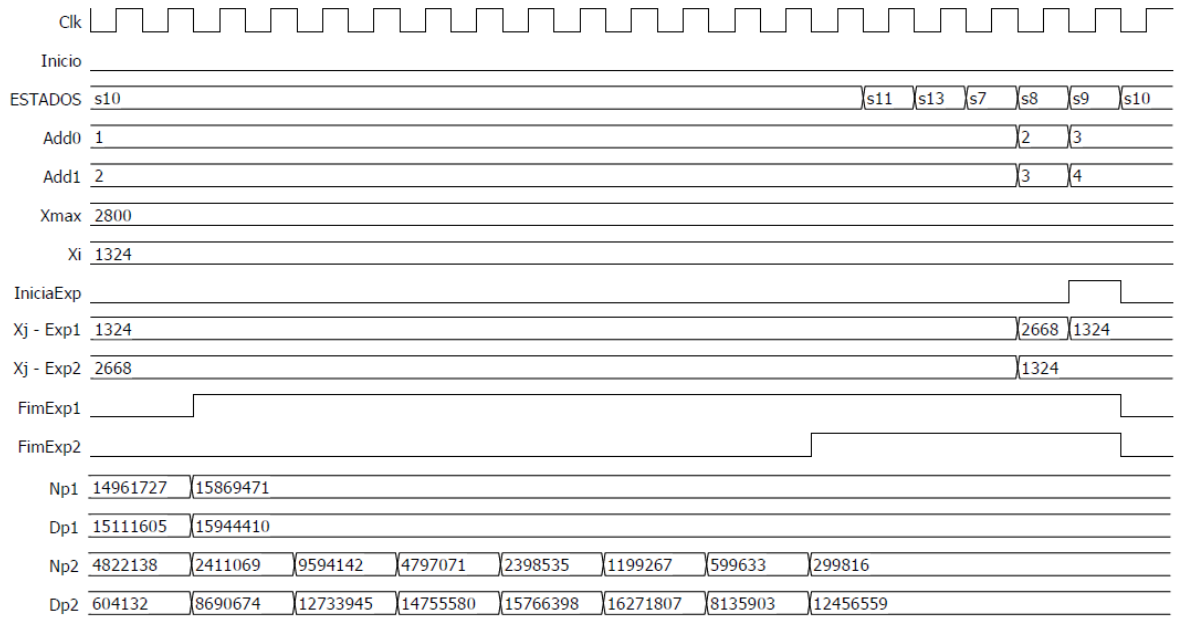 Clk
Inicio
ESTADOS s10 s11 s13 s7 s8 s9 s10
Add0 1 2 3
Add1 2 3 4
Xmax 2800
Xi 1324
IniciaExp
Xj - Exp1 1324 2668 1324
Xj - Exp2 2668 1324
FimExp1
FimExp2
Np1 14961727 15869471
Dp1 15111605 15944410
Np2 4822138 2411069 9594142 4797071 2398535 1199267 599633 299816
Dp2 604132 8690674 12733945 14755580 15766398 16271807 8135903 12456559